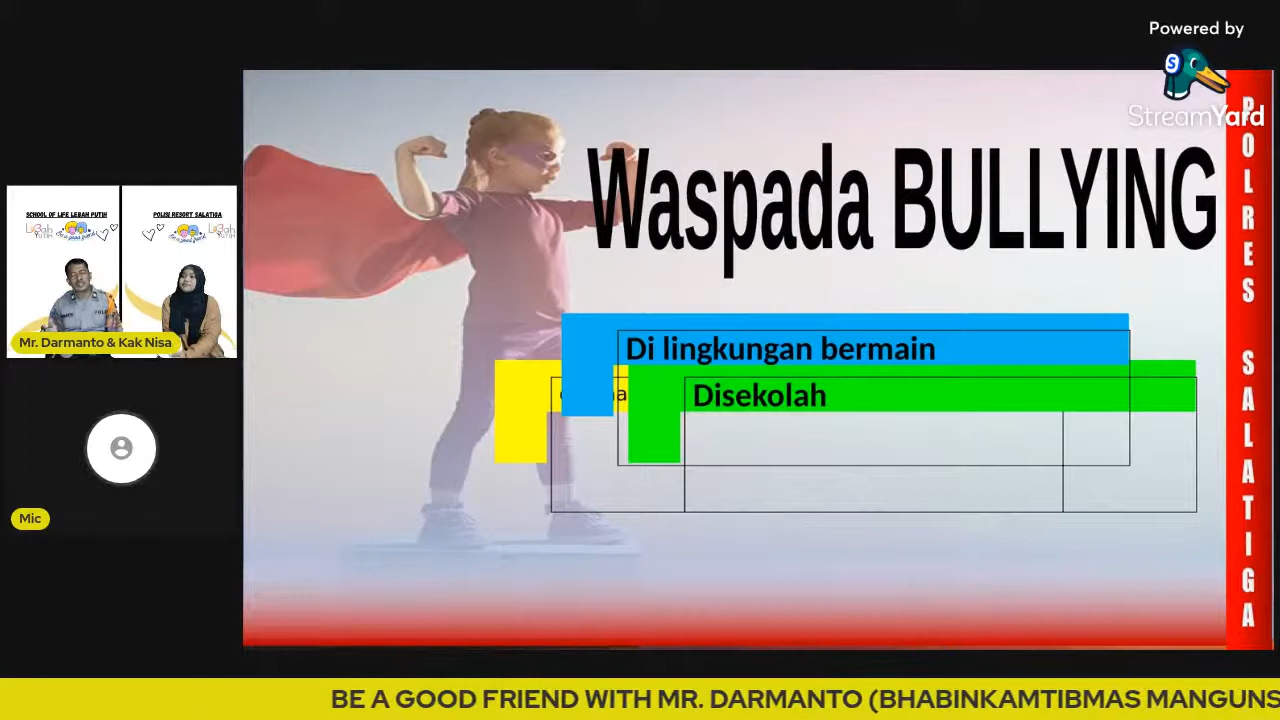 Powered by
StreamYard
SCHOOL OF LIFE LEBAH PUTIH
POLISI RESORT SALATIGA
Mr. Darmanto & Kak Nisa
Mic
Waspada BULLYING
Di lingkungan bermain
Disekolah
POLRES SALATIGA
BE A GOOD FRIEND WITH MR. DARMANTO (BHABINKAMTIBMAS MANGUNS